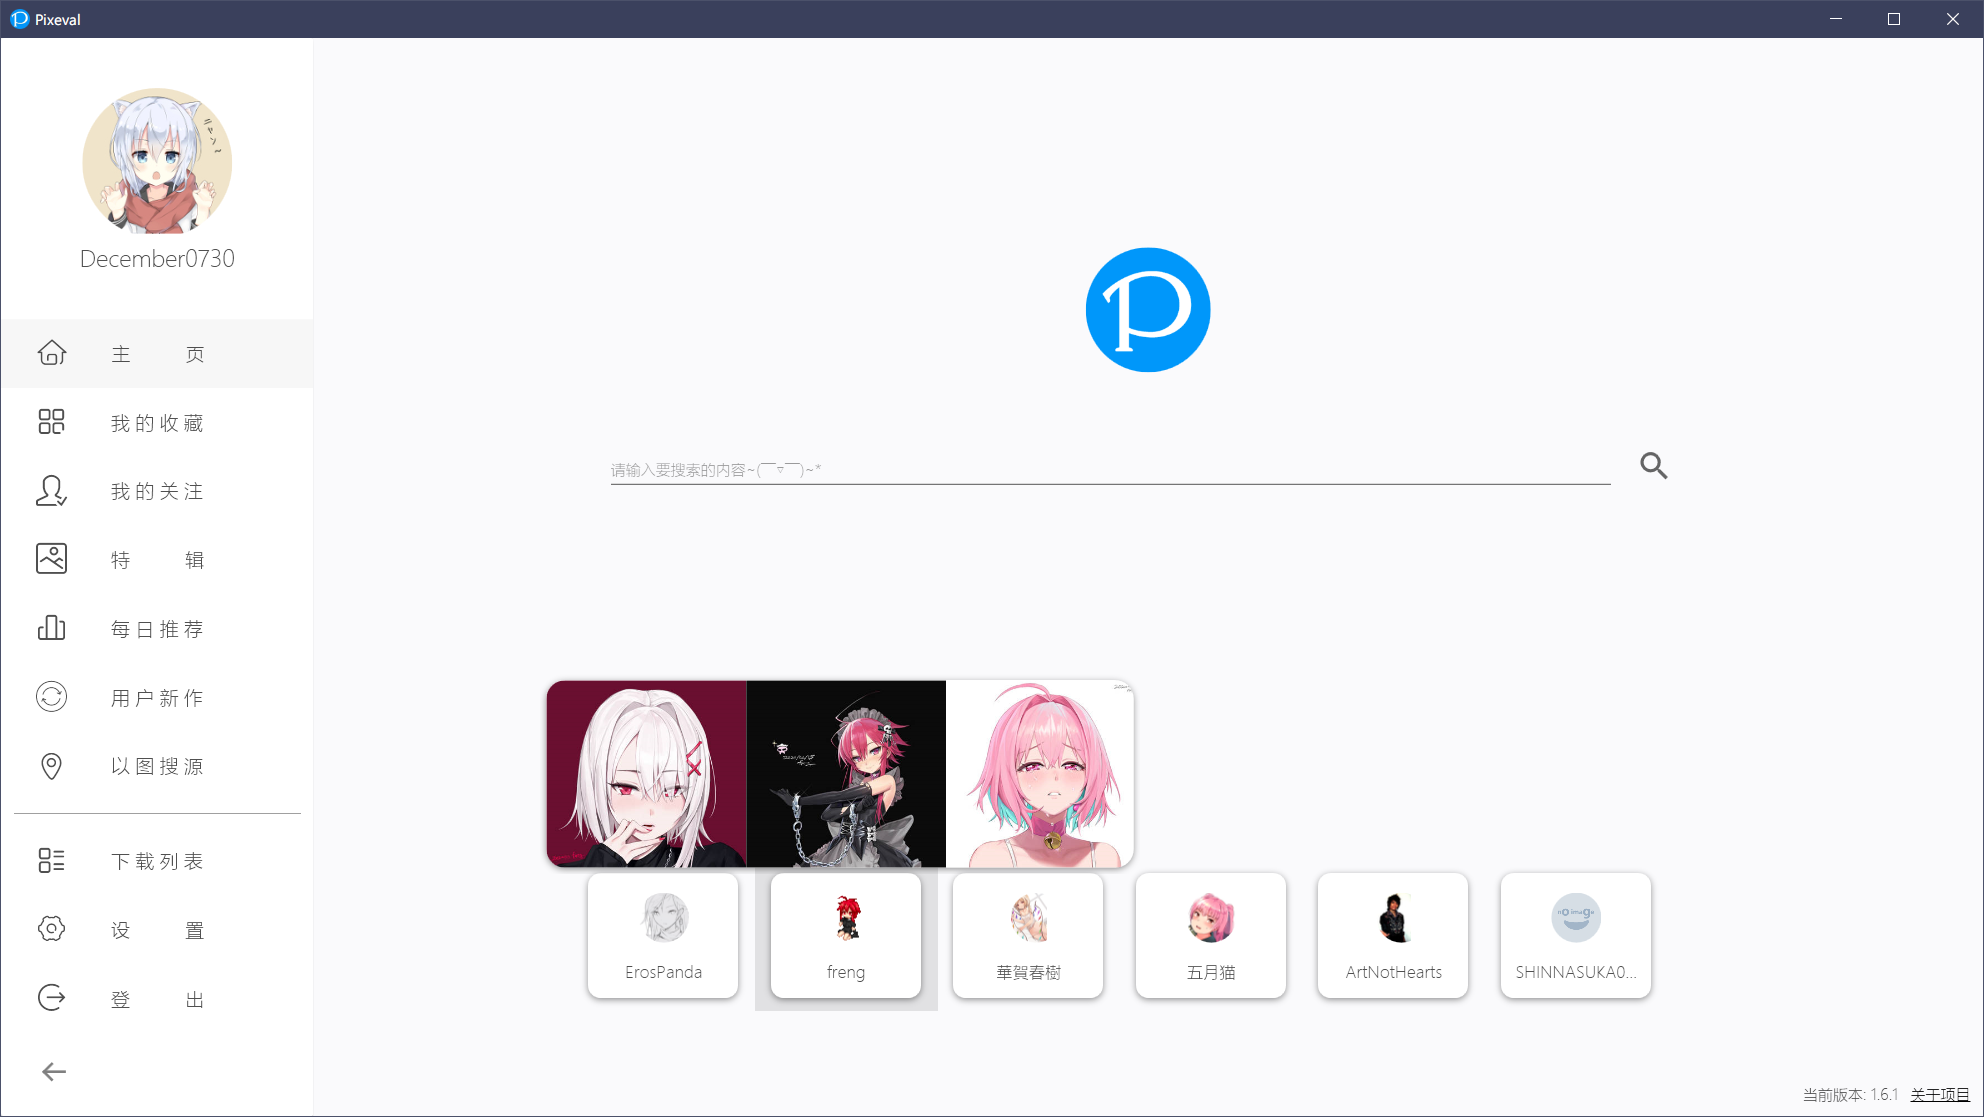 Pixeval
December0730
主 页
我的收藏
我的关注
特 辑
每日推荐
用户新作
以图搜源
下载列表
设 置
登 出
请输入要搜索的内容~(￣▿￣)~*
ErosPanda
freng
華賀春樹
五月猫
ArtNotHearts
no image
SHINNASUKA0...
当前版本: 1.6.1 关于项目